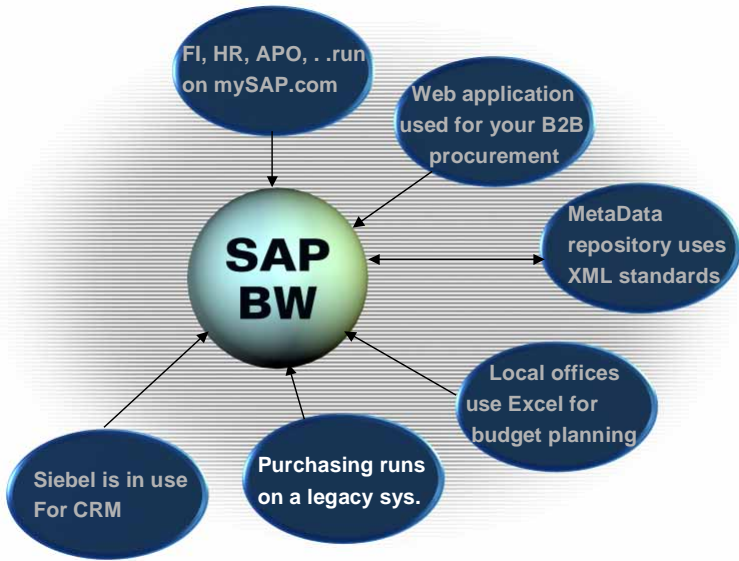 FI, HR, APO, . .run
on mySAP.com
Web application
used for your B2B
procurement
MetaData
repository uses
XML standards
SAP
BW
Local offices
use Excel for
budget planning
Purchasing runs
on a legacy sys.
Siebel is in use
For CRM